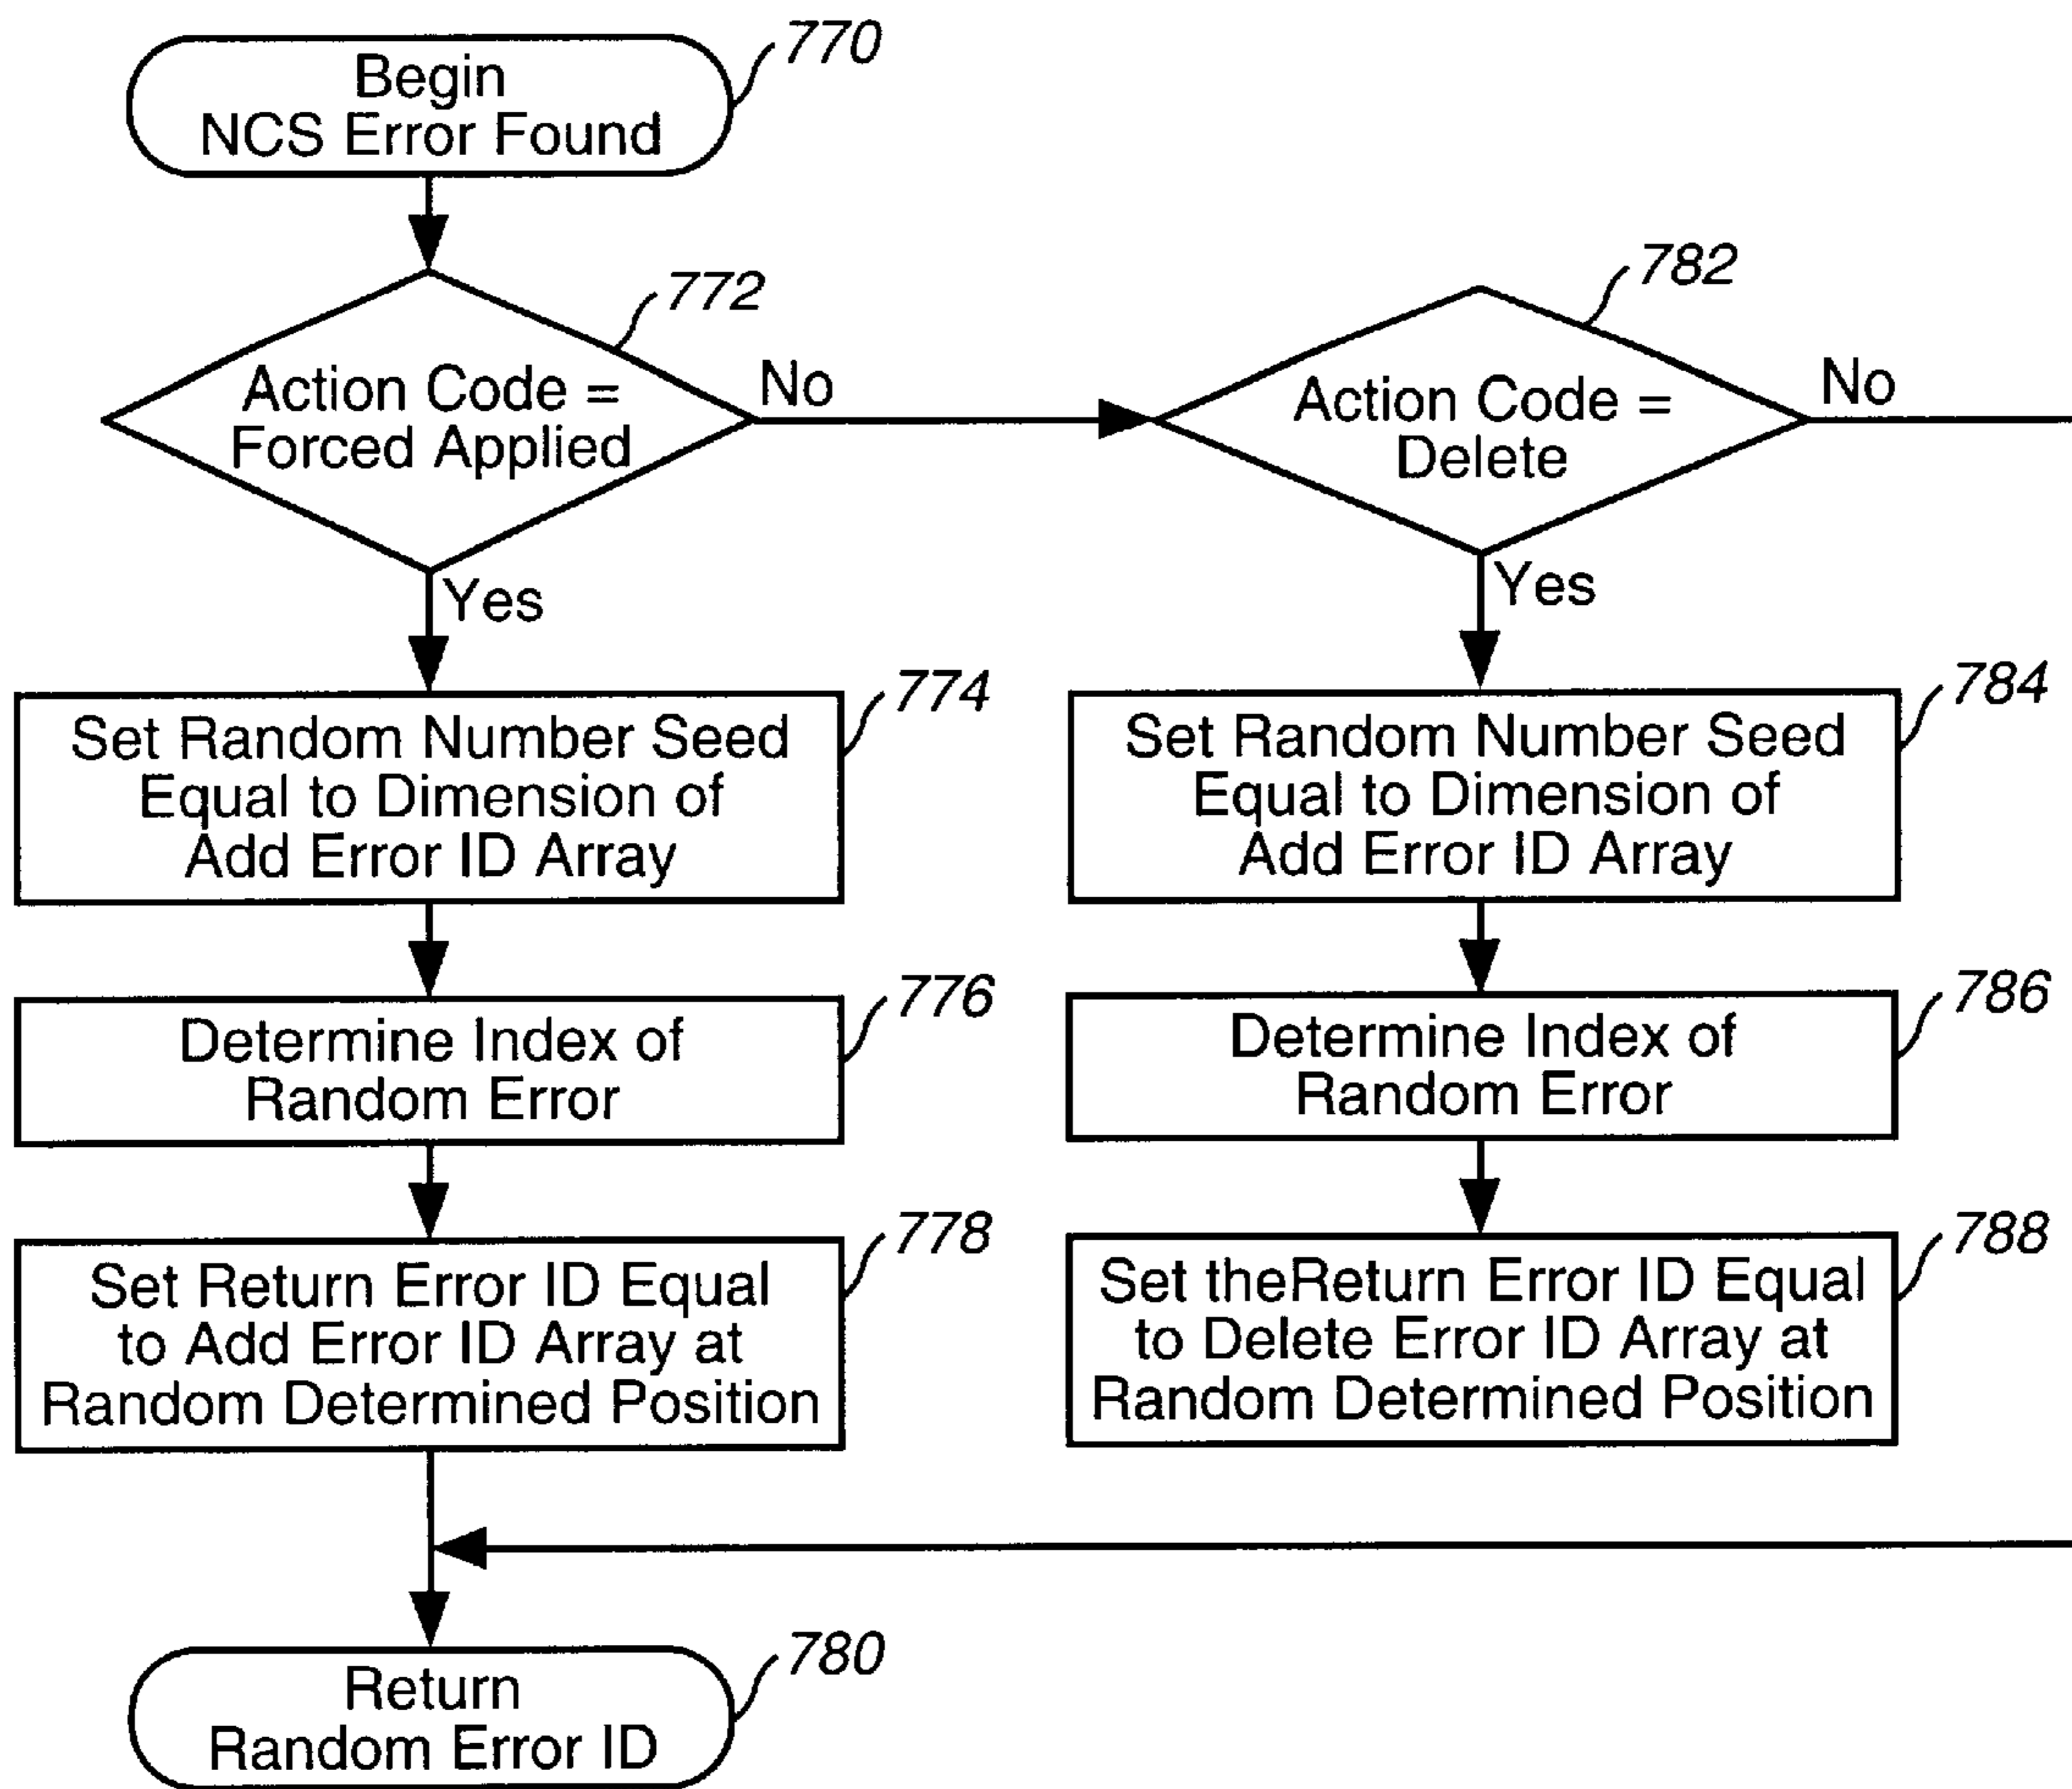 770
Begin
NCS Error Found
772
Action Code =
Forced Applied
No
Yes
774
Set Random Number Seed
Equal to Dimension of
Add Error ID Array
776
Determine Index of
Random Error
778
Set Return Error ID Equal
to Add Error ID Array at
Random Determined Position
780
Return
Random Error ID
782
Action Code =
Delete
No
Yes
784
Set Random Number Seed
Equal to Dimension of
Add Error ID Array
786
Determine Index of
Random Error
788
Set theReturn Error ID Equal
to Delete Error ID Array at
Random Determined Position